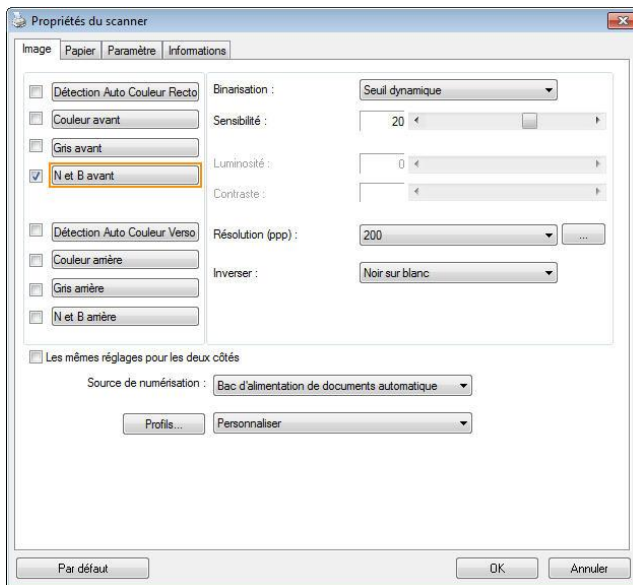 Propriétés du scanner
Image Papier Paramètre Informations
Détection Auto Couleur Recto
Couleur avant
Gris avant
N et B avant
Détection Auto Couleur Verso
Couleur arrière
Gris arrière
N et B arrière
Binarisation : Seuil dynamique
Sensibilité : 20
Luminosité : 0
Contraste :
Résolution (ppp) : 200 ...
Inverser : Noir sur blanc
Les mêmes réglages pour les deux côtés
Source de numérisation : Bac d'alimentation de documents automatique
Profils... Personnaliser
Par défaut OK Annuler